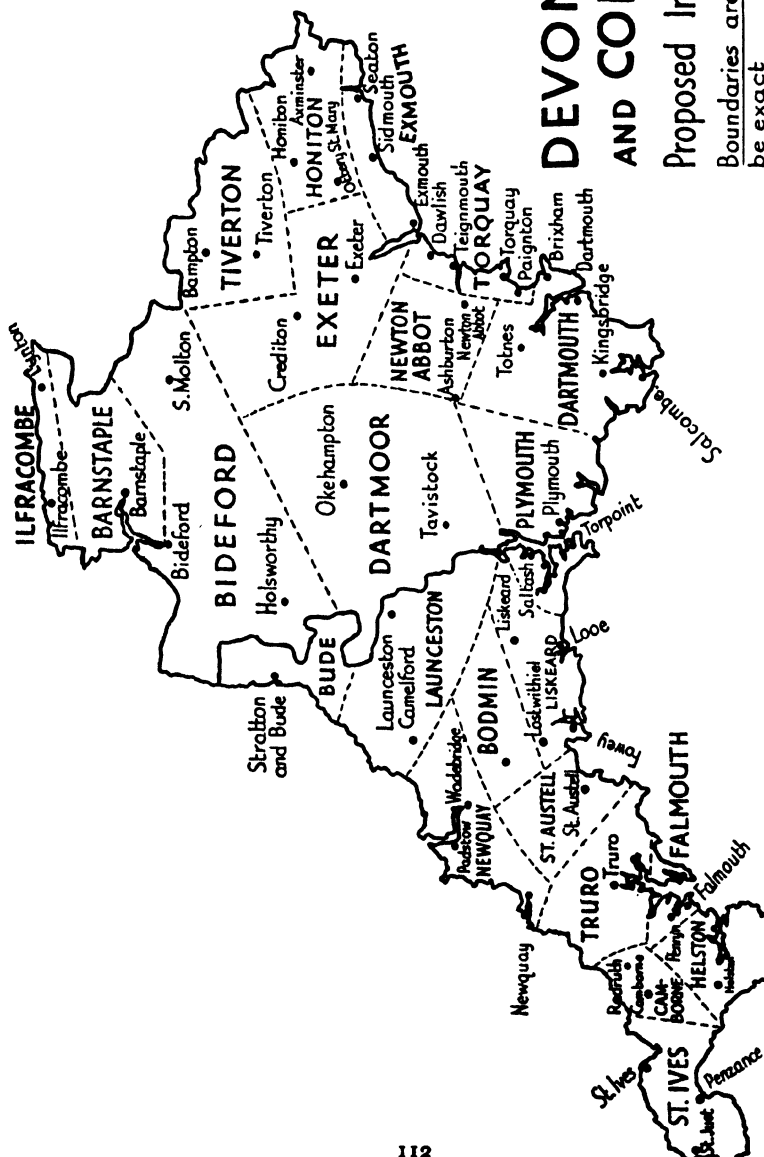 DEVON
AND CO
Proposed
Boundaries are
be exact
ILFRACOMBE
Ilfracombe
BARNSTAPLE
Barnstaple
S. Molton
Bideford
BIDEFORD
Holsworthy
Bampton
TIVERTON
Tiverton
Honiton
Axminster
HONITON
Ottery St. Mary
Seaton
Sidmouth
EXMOUTH
Exmouth
Crediton
EXETER
Exeter
Dawlish
Teignmouth
TORQUAY
Torquay
Paignton
Brixham
Dartmouth
NEWTON
ABBOT
Ashburton
Newton
Abbot
Totnes
DARTMOUTH
Kingsbridge
Salcombe
Okehampton
DARTMOOR
Tavistock
PLYMOUTH
Plymouth
Torpoint
Stratton
and Bude
BUDE
Launceston
Camelford
LAUNCESTON
Liskeard
Saltash
Looe
LISKEARD
Lostwithiel
BODMIN
Fowey
Wadebridge
Padstow
NEWQUAY
Newquay
ST. AUSTELL
St. Austell
TRURO
Truro
FALMOUTH
Falmouth
Penryn
HELSTON
Redruth
Camborne
CAM-
BORNE
St. Ives
ST. IVES
Penzance
St. Just
112